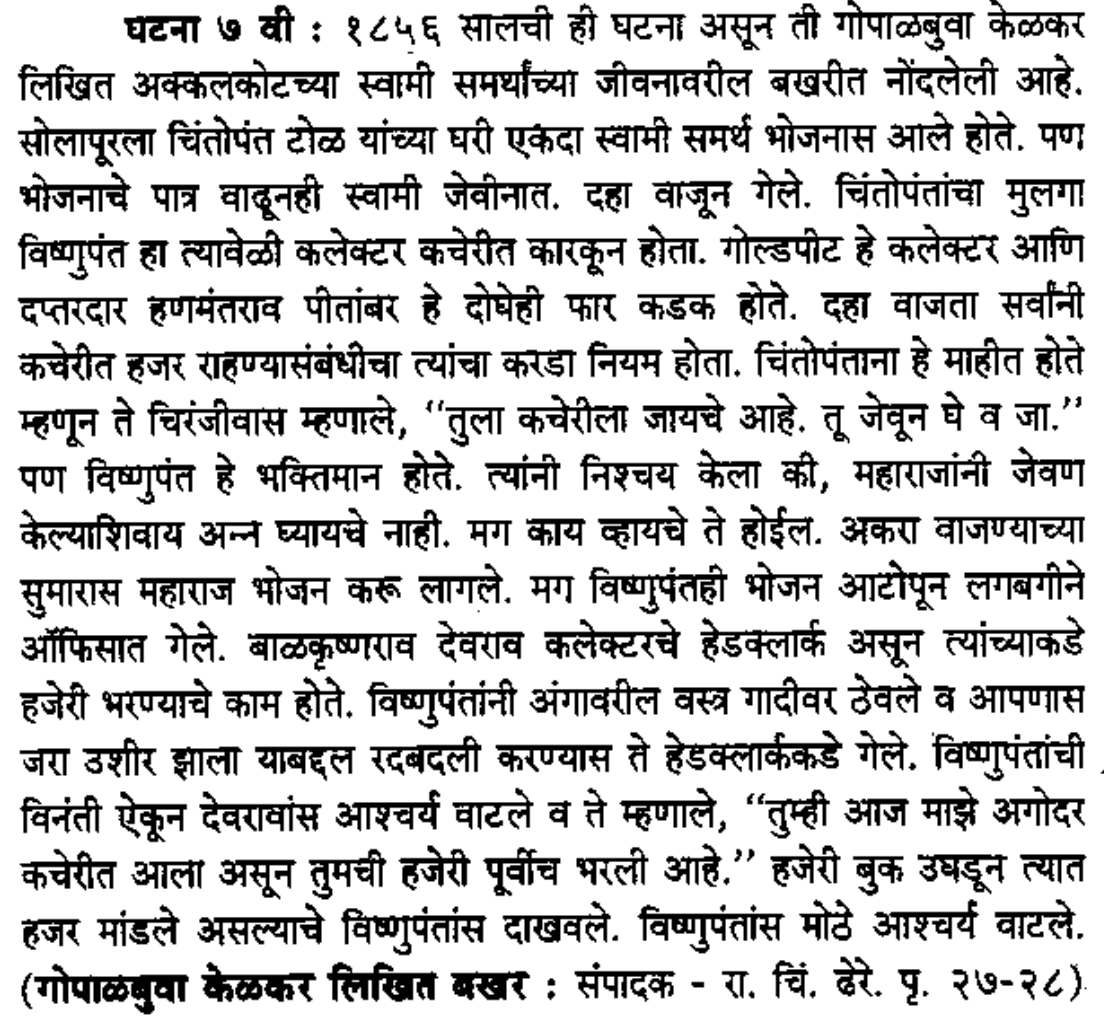 घटना ७ वी : १८५६ सालची ही घटना असून ती गोपाळबुवा केळकर
लिखित अक्कलकोटच्या स्वामी समर्थांच्या जीवनावरील बखरीत नोंदलेली आहे.
सोलापूरला चिंतोपंत टोळ यांच्या घरी एकदा स्वामी समर्थ भोजनास आले होते. पण
भोजनाचे पात्र वाढूनही स्वामी जेवीनात. दहा वाजून गेले. चिंतोपंतांचा मुलगा
विष्णुपंत हा त्यावेळी कलेक्टर कचेरीत कारकून होता. गोल्डपीट हे कलेक्टर आणि
दप्तरदार हणमंतराव पीतांबर हे दोघेही फार कडक होते. दहा वाजता सर्वांनी
कचेरीत हजर राहण्यासंबंधीचा त्यांचा करडा नियम होता. चिंतोपंताना हे माहीत होते
म्हणून ते चिरंजीवास म्हणाले, “तुला कचेरीला जायचे आहे. तू जेवून घे व जा.”
पण विष्णुपंत हे भक्तिमान होते. त्यांनी निश्चय केला की, महाराजांनी जेवण
केल्याशिवाय अन्न घ्यायचे नाही. मग काय व्हायचे ते होईल. अकरा वाजण्याच्या
सुमारास महाराज भोजन करू लागले. मग विष्णुपंतही भोजन आटोपून लगबगीने
ऑफिसात गेले. बाळकृष्णराव देवराव कलेक्टरचे हेडक्लार्क असून त्यांच्याकडे
हजेरी भरण्याचे काम होते. विष्णुपंतांनी अंगावरील वस्त्र गादीवर ठेवले व आपणास
जरा उशीर झाला याबद्दल रदबदली करण्यास ते हेडक्लार्ककडे गेले. विष्णुपंतांची
विनंती ऐकून देवरावांस आश्चर्य वाटले व ते म्हणाले, “तुम्ही आज माझे अगोदर
कचेरीत आला असून तुमची हजेरी पूर्वीच भरली आहे.” हजेरी बुक उघडून त्यात
हजर मांडले असल्याचे विष्णुपंतांस दाखवले. विष्णुपंतांस मोठे आश्चर्य वाटले.
(गोपाळबुवा केळकर लिखित बखर : संपादक - रा. चिं. ढेरे. पृ. २७-२८)